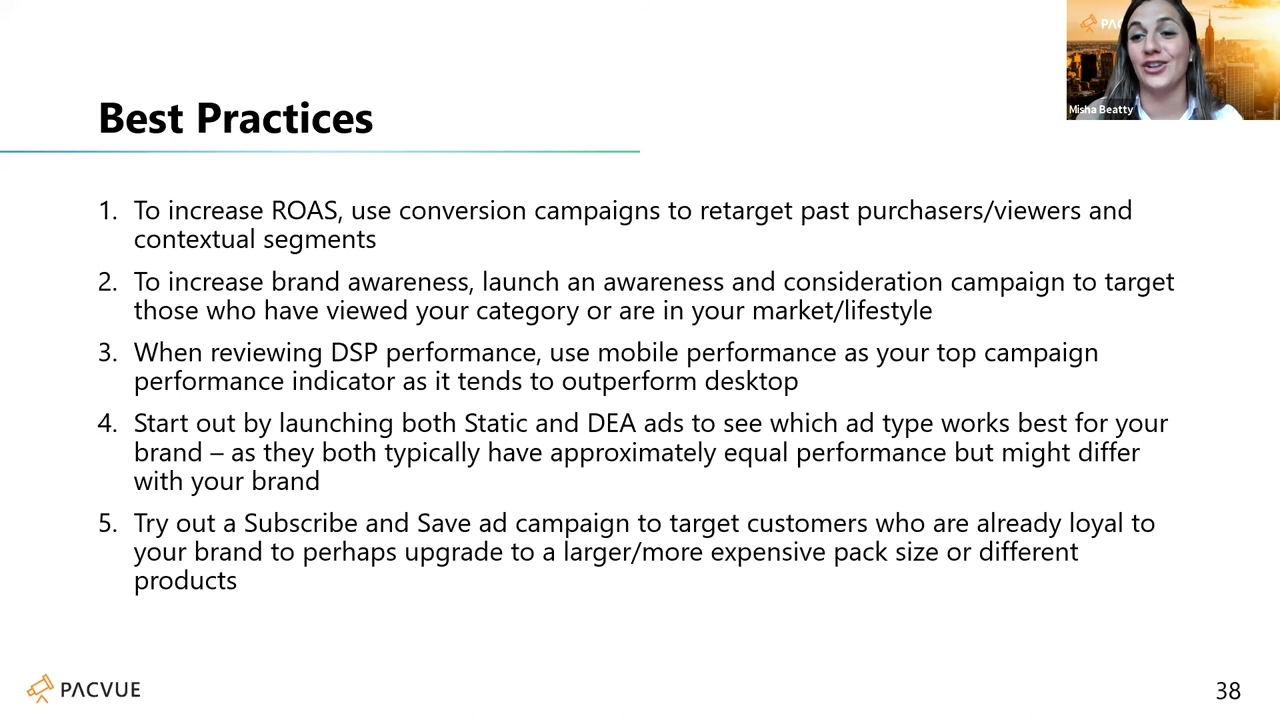 PAC
Misha Beatty
Best Practices
1. To increase ROAS, use conversion campaigns to retarget past purchasers/viewers and
contextual segments
2. To increase brand awareness, launch an awareness and consideration campaign to target
those who have viewed your category or are in your market/lifestyle
3. When reviewing DSP performance, use mobile performance as your top campaign
performance indicator as it tends to outperform desktop
4. Start out by launching both Static and DEA ads to see which ad type works best for your
brand – as they both typically have approximately equal performance but might differ
with your brand
5. Try out a Subscribe and Save ad campaign to target customers who are already loyal to
your brand to perhaps upgrade to a larger/more expensive pack size or different
products
PACVUE
38